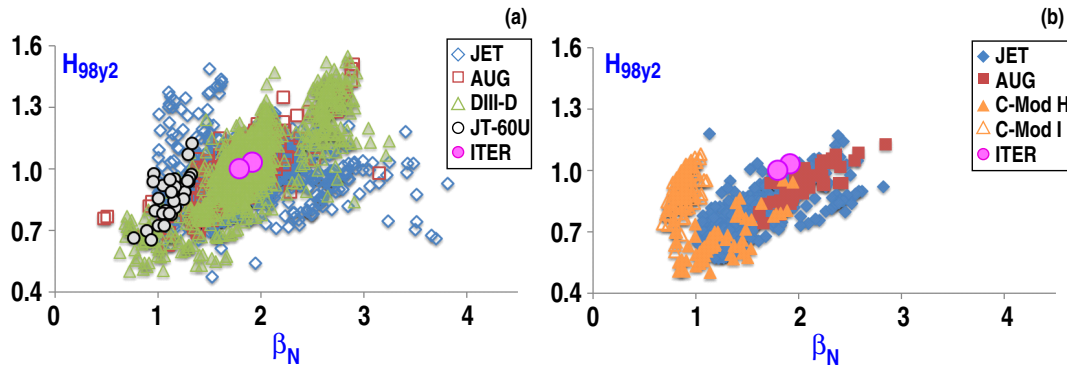 (a)
H98y2
1.6
1.3
1.0
0.7
0.4
0 1 2 3 4
βN
JET
AUG
DIII-D
JT-60U
ITER
(b)
H98y2
1.6
1.3
1.0
0.7
0.4
0 1 2 3 4
βN
JET
AUG
C-Mod H
C-Mod I
ITER